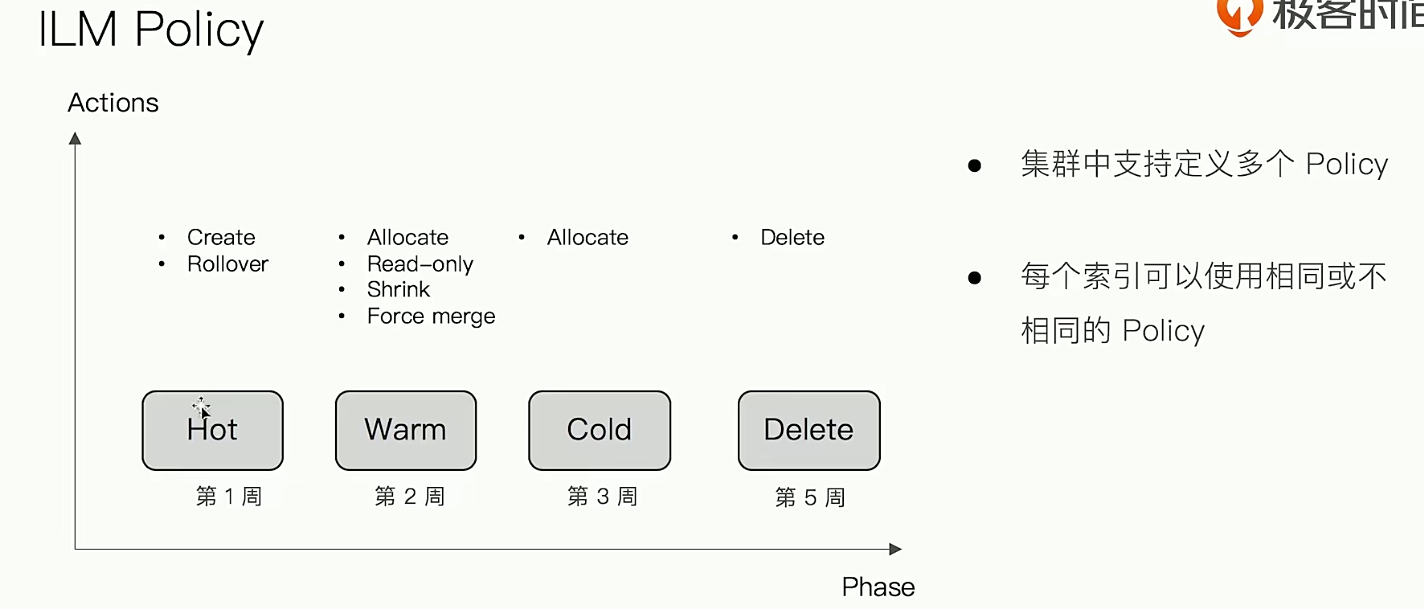 ILM Policy
极客时间
Actions
• Create
• Rollover
• Allocate
• Read-only
• Shrink
• Force merge
• Allocate
• Delete
Hot
Warm
Cold
Delete
第 1 周
第 2 周
第 3 周
第 5 周
Phase
• 集群中支持定义多个 Policy
• 每个索引可以使用相同或不
相同的 Policy